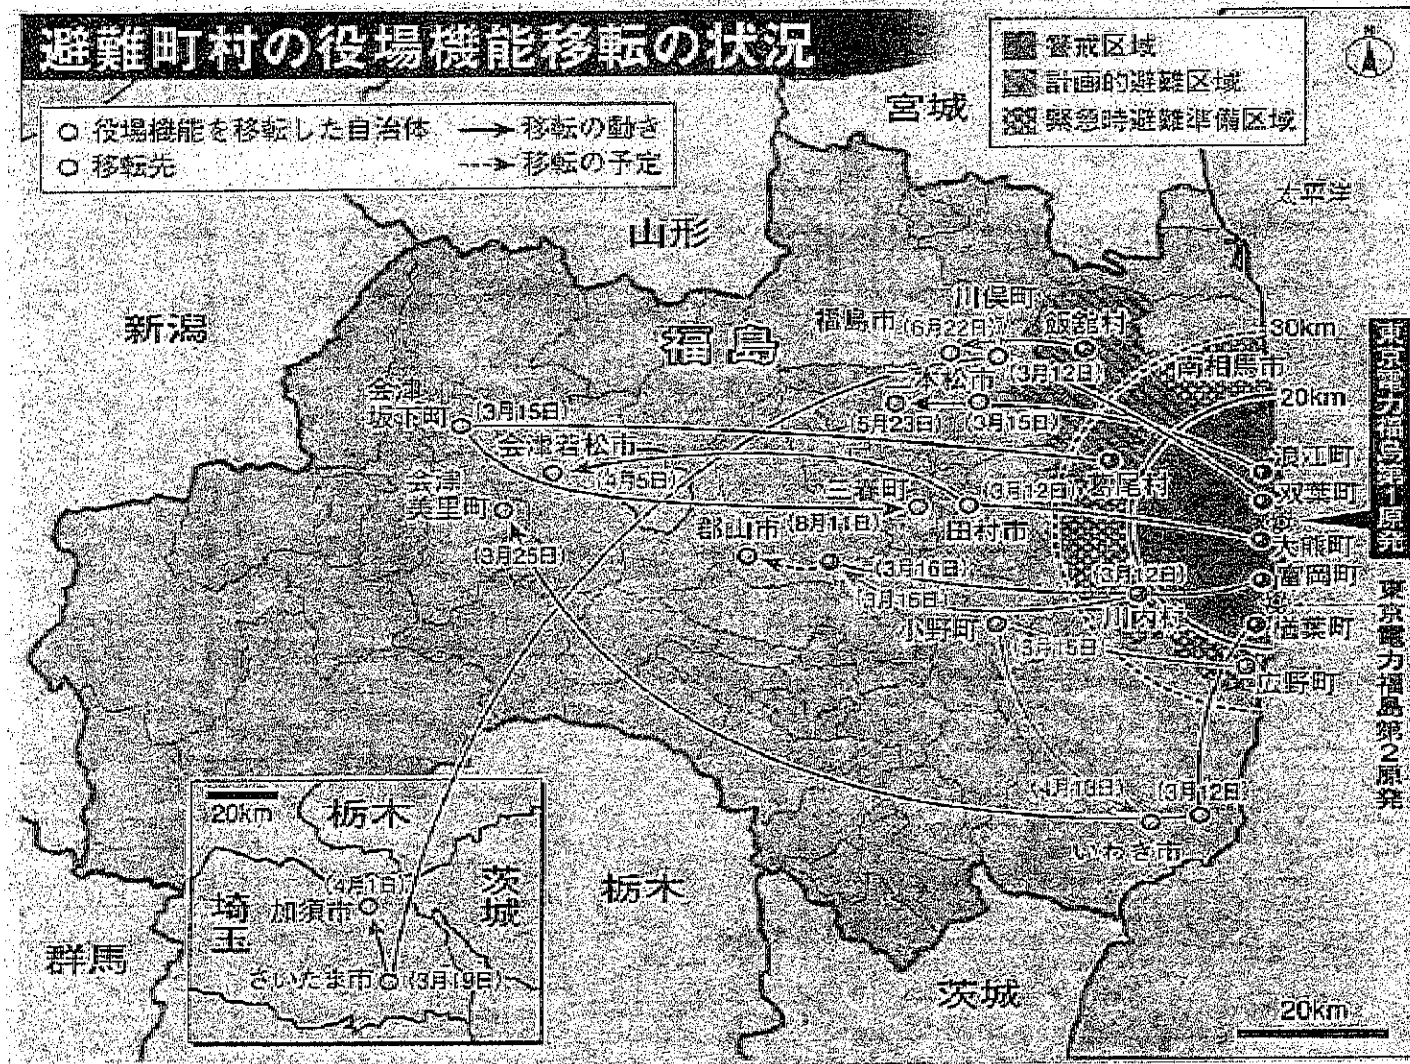 避難町村の役場機能移転の状況
警戒区域
計画的避難区域
緊急時避難準備区域
N
役場機能を移転した自治体
移転の動き
移転先
移転の予定
宮城
太平洋
山形
新潟
福島
川俣町
福島市
(6月22日)
飯舘村
30km
南相馬市
二本松市
(3月12日)
20km
会津
坂下町
(3月15日)
(5月23日)
(3月15日)
会津若松市
(4月5日)
浪江町
双葉町
葛尾村
三春町
(3月12日)
会津
美里町
(3月25日)
郡山市
(8月11日)
田村市
大熊町
(3月16日)
(3月12日)
富岡町
(3月16日)
川内村
楢葉町
小野町
(3月15日)
広野町
東京電力福島第1原発
東京電力福島第2原発
(4月18日)
(3月12日)
いわき市
20km
栃木
茨城
(4月1日)
加須市
埼玉
さいたま市
(3月19日)
栃木
群馬
茨城
20km